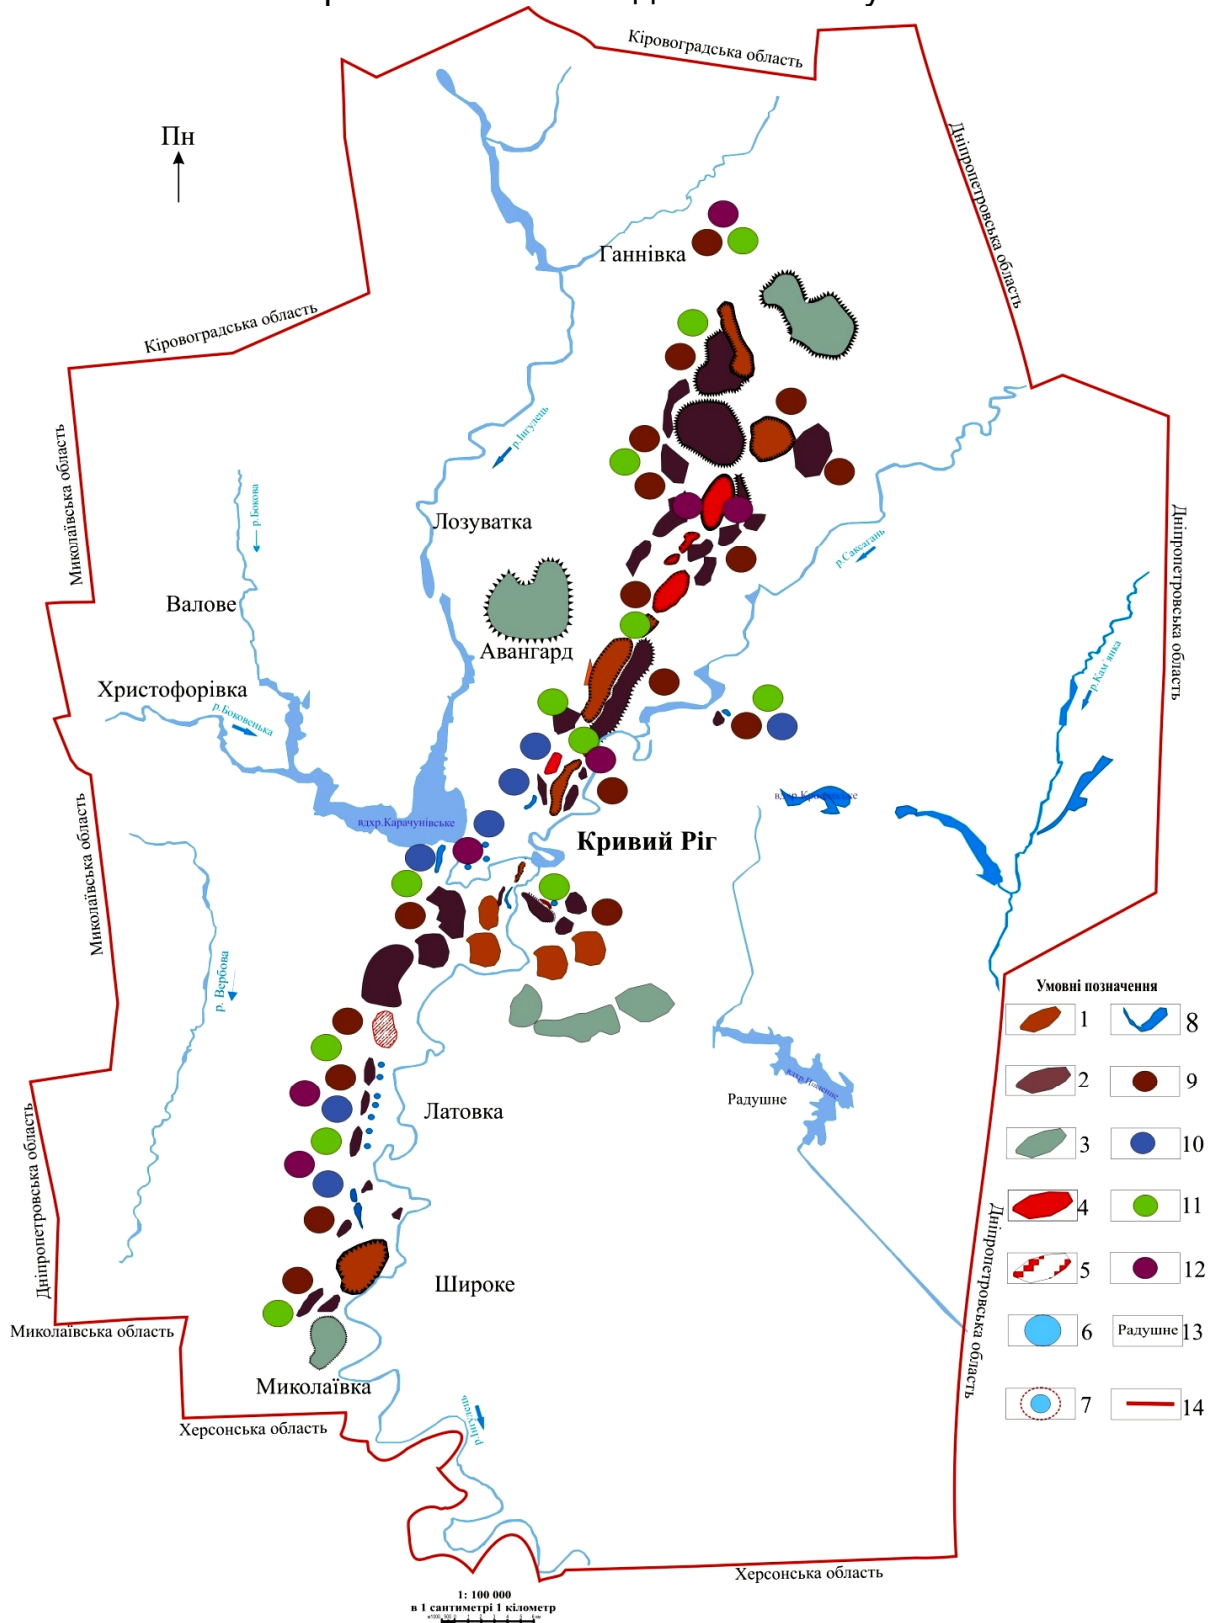 Кіровоградська область
Пн
Дніпропетровська область
Ганнівка
Кіровоградська область
р.Інгулець
Миколаївська область
р.Бокова
Лозуватка
Дніпропетровська область
р.Саксагань
Валове
Авангард
р.Кам'янка
Христофорівка
р.Боковенька
вдхр.Карачунівське
Кривий Ріг
Миколаївська область
р. Вербова
Умовні позначення
1
8
2
9
3
10
4
11
5
12
6
Радушне
13
7
14
Радушне
Латовка
Дніпропетровська область
Дніпропетровська область
Широке
Миколаївська область
Миколаївка
р.Інгулець
Херсонська область
Херсонська область
1: 100 000
в 1 сантиметрі 1 кілометр